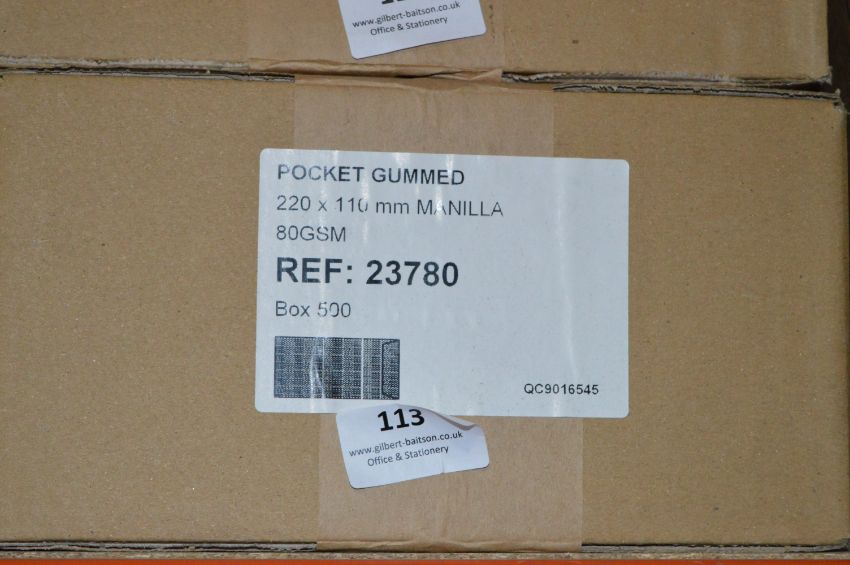 www.gilbert-baitson.co.uk
Office & Stationery
POCKET GUMMED
220 x 110 mm MANILLA
80GSM
REF: 23780
Box 500
QC9016545
113
www.gilbert-baitson.co.uk
Office & Stationery